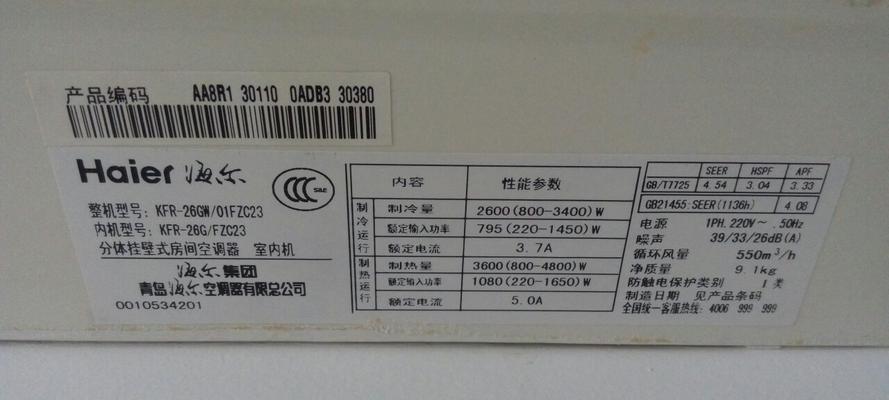 产品编码 AA8R1 30110 0ADB3 30380
Haier 海尔
S&E
整机型号: KFR-26GW/01FZC23
内机型号: KFR-26G/FZC23
分体挂壁式房间空调器 室内机
海尔集团
青岛海尔空调器有限总公司
0010534201
内容 性能参数
制冷运行
制冷量 2600(800-3400)W
额定输入功率 795(220-1450)W
额定电流 3.7A
制热运行
制热量 3600(800-4800)W
额定输入功率 1080(220-1650)W
额定电流 5.0A
SEER HSPF APF
GB/T7725 4.54 3.04 3.33
GB21455:SEER(1136h) 4.08
电源 1PH.220V~.50Hz
噪声 39/33/26dB(A)
循环风量 550m³/h
净质量 9.1kg
防触电保护类别 I类
制造日期 见产品条码
全国统一客服热线: 4006 999 999